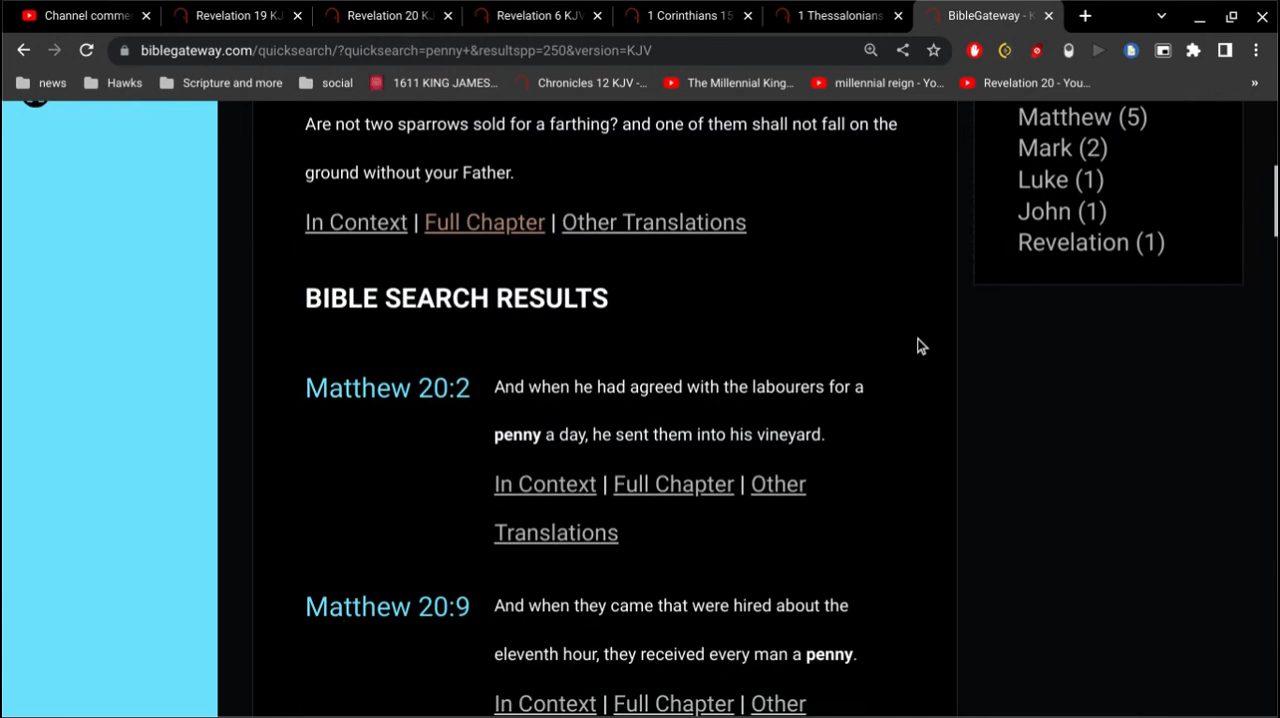 Channel comme
Revelation 19 KJ
Revelation 20 KJ
Revelation 6 KJV
1 Corinthians 15
1 Thessalonians
BibleGateway - K
biblegateway.com/quicksearch/?quicksearch=penny+&resultspp=250&version=KJV
news
Hawks
Scripture and more
social
1611 KING JAMES...
Chronicles 12 KJV -...
The Millennial King...
millennial reign - Yo...
Revelation 20 - You...
»
Are not two sparrows sold for a farthing? and one of them shall not fall on the
ground without your Father.
In Context | Full Chapter | Other Translations
BIBLE SEARCH RESULTS
Matthew 20:2
And when he had agreed with the labourers for a
penny a day, he sent them into his vineyard.
In Context | Full Chapter | Other
Translations
Matthew 20:9
And when they came that were hired about the
eleventh hour, they received every man a penny.
In Context | Full Chapter | Other
Matthew (5)
Mark (2)
Luke (1)
John (1)
Revelation (1)